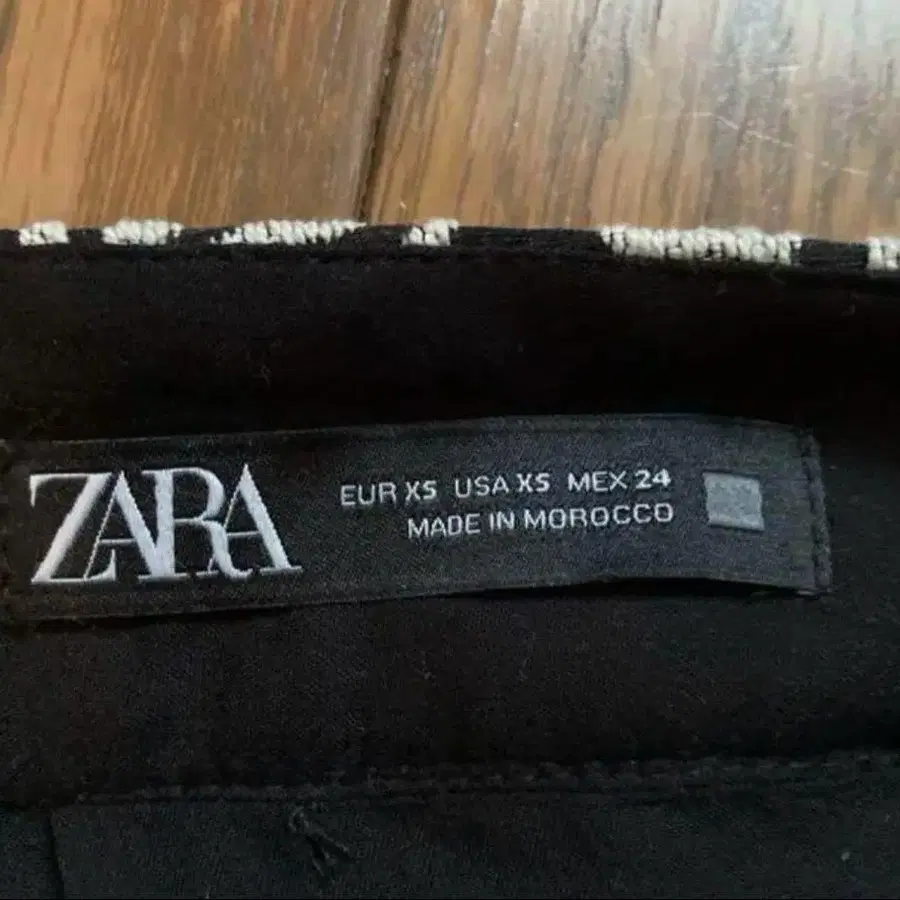 ZARA
EUR XS USA XS MEX 24
MADE IN MOROCCO